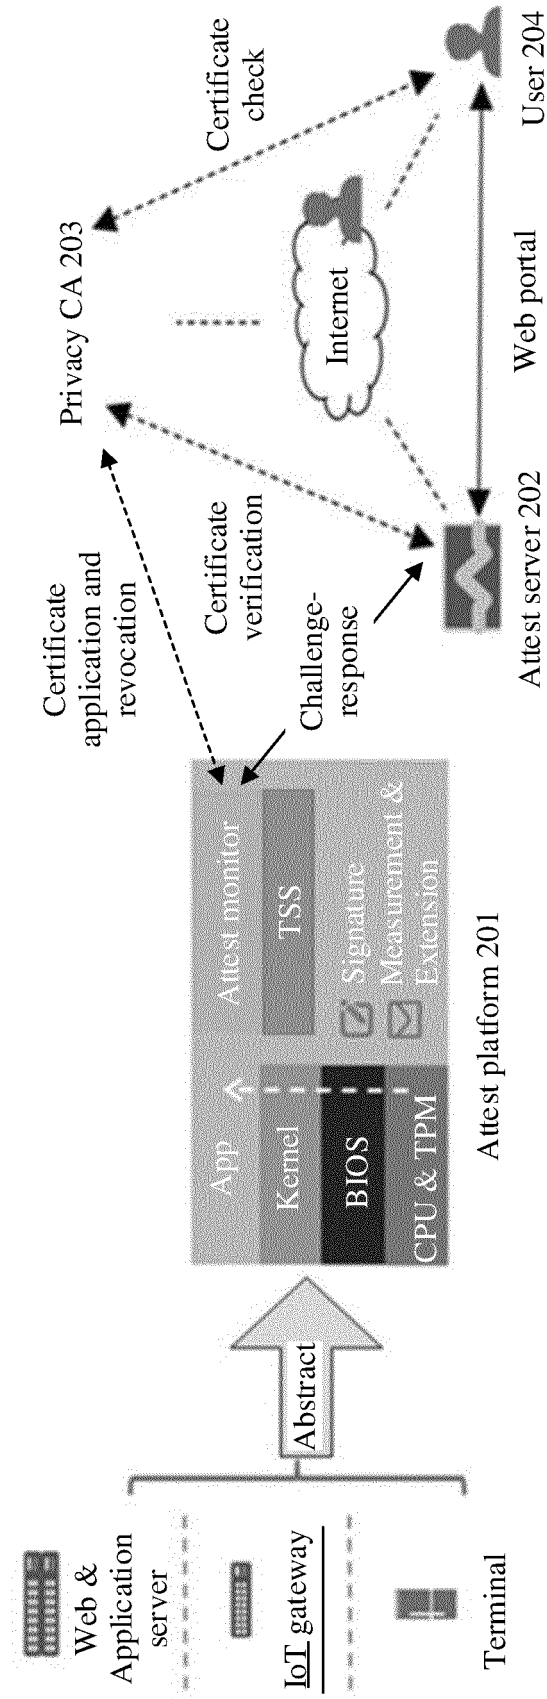 Web &
Application
server
IoT gateway
Terminal
Abstract
App
Kernel
BIOS
CPU & TPM
Attest monitor
TSS
Signature
Measurement &
Extension
Attest platform 201
Certificate
application and
revocation
Certificate
verification
Challenge-
response
Privacy CA 203
Internet
Certificate
check
Attest server 202
Web portal
User 204